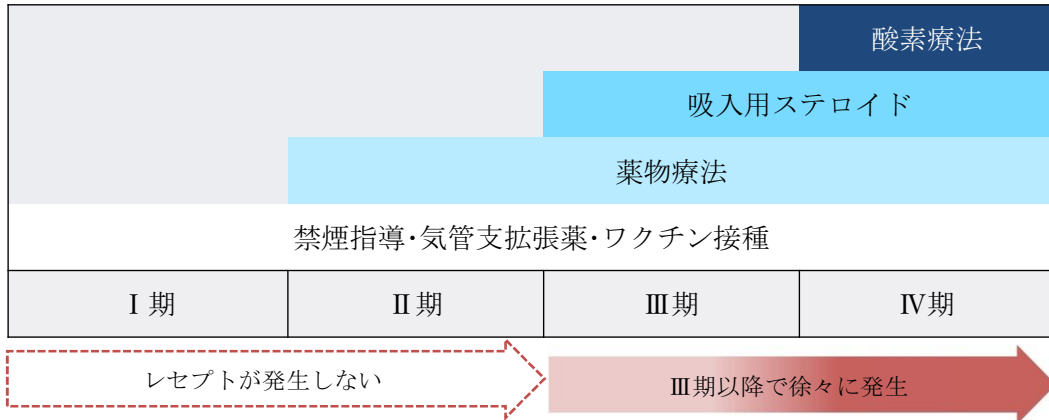 酸素療法
吸入用ステロイド
薬物療法
禁煙指導･気管支拡張薬･ワクチン接種
Ⅰ期
Ⅱ期
Ⅲ期
Ⅳ期
レセプトが発生しない
Ⅲ期以降で徐々に発生